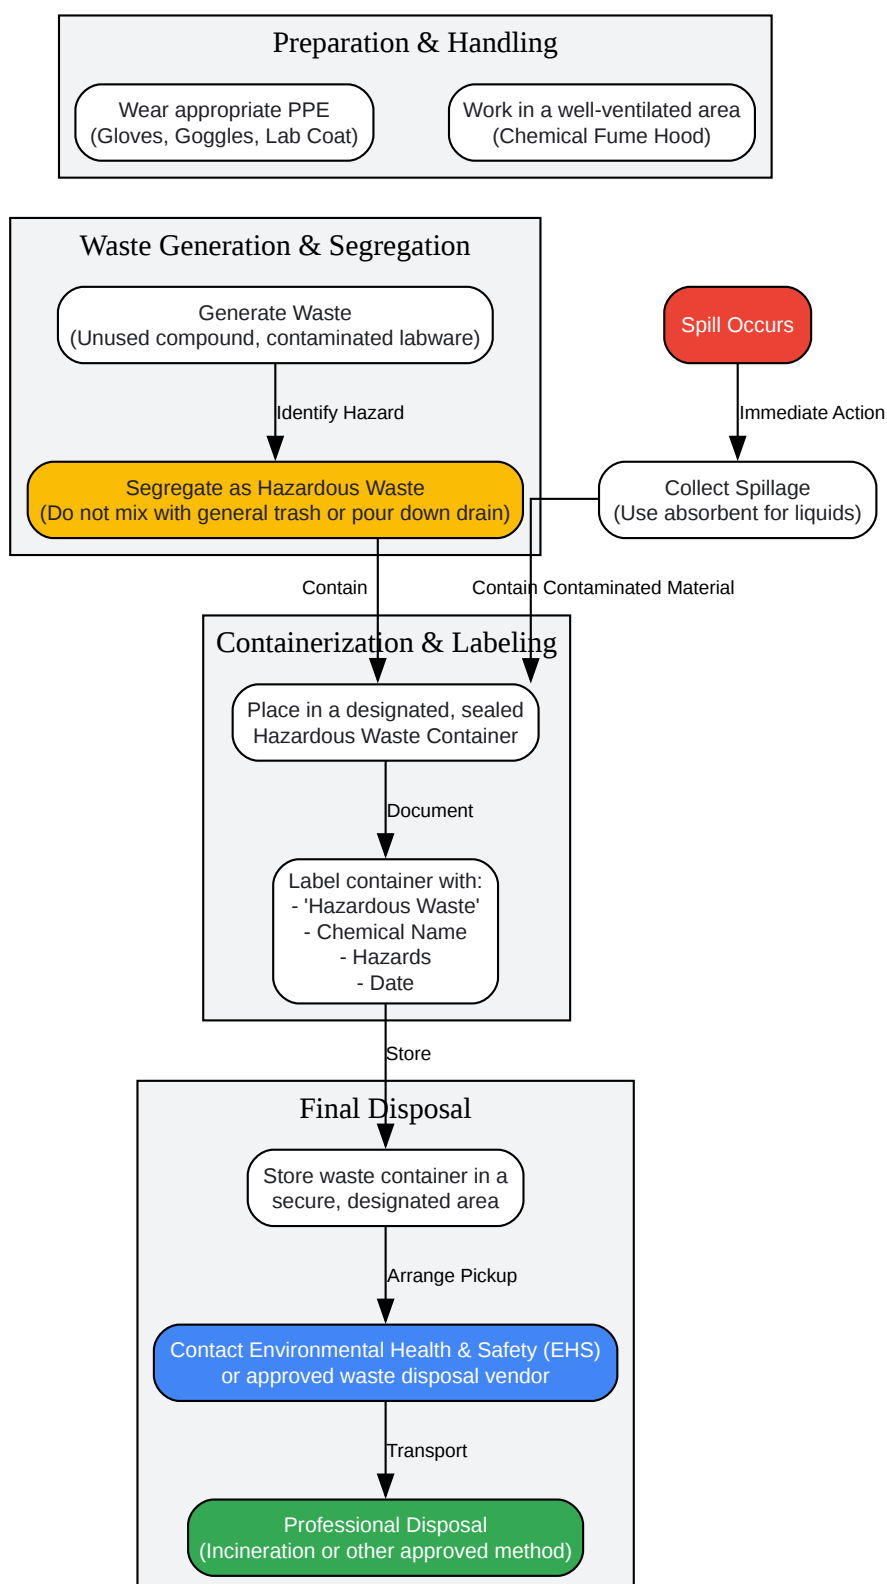 Preparation & Handling
Wear appropriate PPE
(Gloves, Goggles, Lab Coat)
Work in a well-ventilated area
(Chemical Fume Hood)
Waste Generation & Segregation
Generate Waste
(Unused compound, contaminated labware)
Spill Occurs
Identify Hazard
Immediate Action
Segregate as Hazardous Waste
(Do not mix with general trash or pour down drain)
Collect Spillage
(Use absorbent for liquids)
Contain
Contain Contaminated Material
Containerization & Labeling
Place in a designated, sealed
Hazardous Waste Container
Document
Label container with:
- 'Hazardous Waste'
- Chemical Name
- Hazards
- Date
Store
Final Disposal
Store waste container in a
secure, designated area
Arrange Pickup
Contact Environmental Health & Safety (EHS)
or approved waste disposal vendor
Transport
Professional Disposal
(Incineration or other approved method)